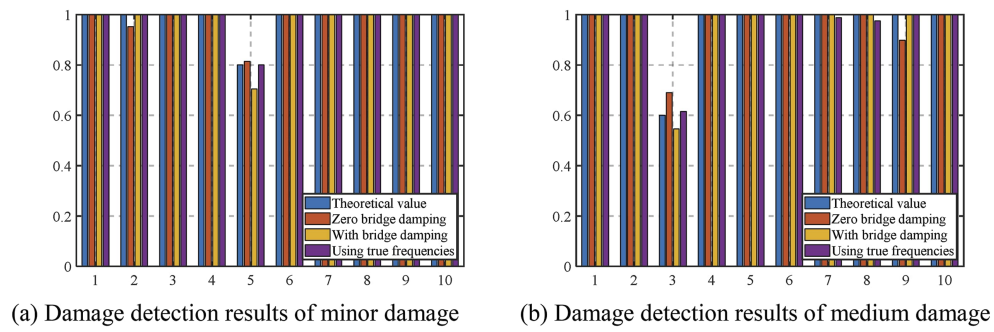 1
0.8
0.6
0.4
0.2
0
1 2 3 4 5 6 7 8 9 10
Theoretical value
Zero bridge damping
With bridge damping
Using true frequencies
(a) Damage detection results of minor damage
1
0.8
0.6
0.4
0.2
0
1 2 3 4 5 6 7 8 9 10
Theoretical value
Zero bridge damping
With bridge damping
Using true frequencies
(b) Damage detection results of medium damage